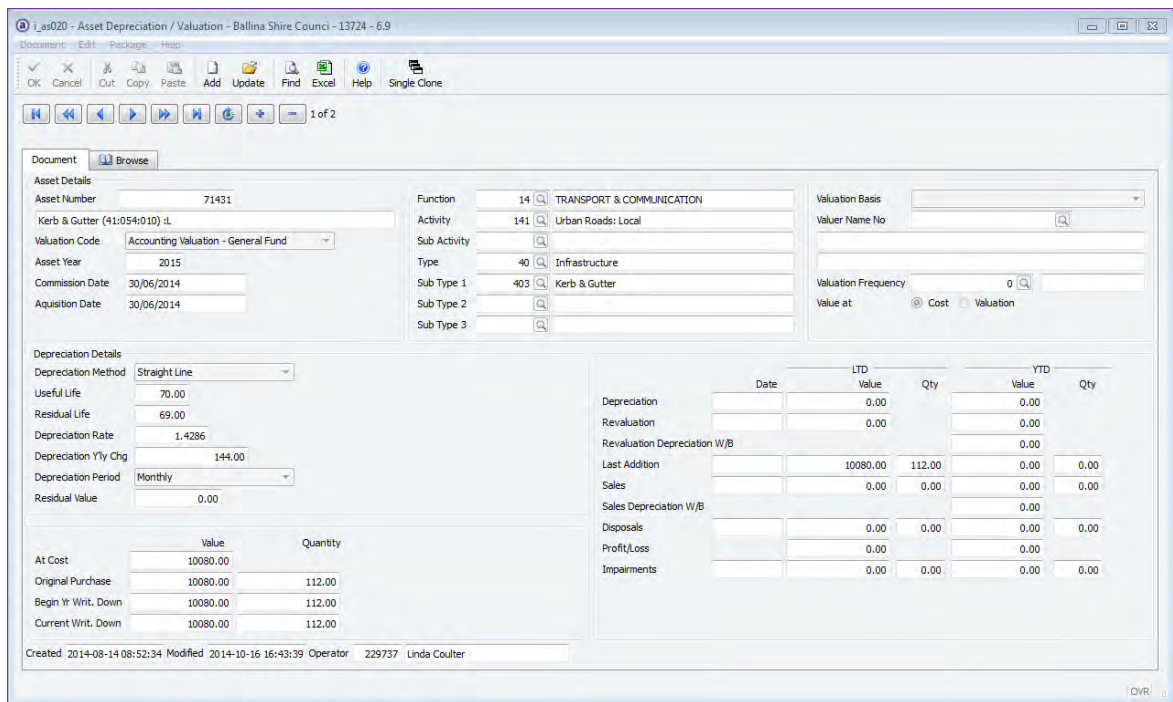 i_as020 - Asset Depreciation / Valuation - Ballina Shire Counci - 13724 - 6.9
Document Edit Package Help
OK Cancel Cut Copy Paste Add Update Find Excel Help Single Clone
1 of 2
Document Browse
Asset Details
Asset Number 71431
Kerb & Gutter (41:054:010) :L
Valuation Code Accounting Valuation - General Fund
Asset Year 2015
Commission Date 30/06/2014
Aquisition Date 30/06/2014
Function 14 TRANSPORT & COMMUNICATION
Activity 141 Urban Roads: Local
Sub Activity
Type 40 Infrastructure
Sub Type 1 403 Kerb & Gutter
Sub Type 2
Sub Type 3
Valuation Basis
Valuer Name No
Valuation Frequency 0
Value at Cost Valuation
Depreciation Details
Depreciation Method Straight Line
Useful Life 70.00
Residual Life 69.00
Depreciation Rate 1.4286
Depreciation Y'ly Chg 144.00
Depreciation Period Monthly
Residual Value 0.00
Value Quantity
At Cost 10080.00
Original Purchase 10080.00 112.00
Begin Yr Writ. Down 10080.00 112.00
Current Writ. Down 10080.00 112.00
LTD YTD
Date Value Qty Value Qty
Depreciation 0.00 0.00
Revaluation 0.00 0.00
Revaluation Depreciation W/B 0.00
Last Addition 10080.00 112.00 0.00 0.00
Sales 0.00 0.00 0.00 0.00
Sales Depreciation W/B 0.00
Disposals 0.00 0.00 0.00 0.00
Profit/Loss 0.00 0.00
Impairments 0.00 0.00 0.00 0.00
Created 2014-08-14 08:52:34 Modified 2014-10-16 16:43:39 Operator 229737 Linda Coulter
OVR